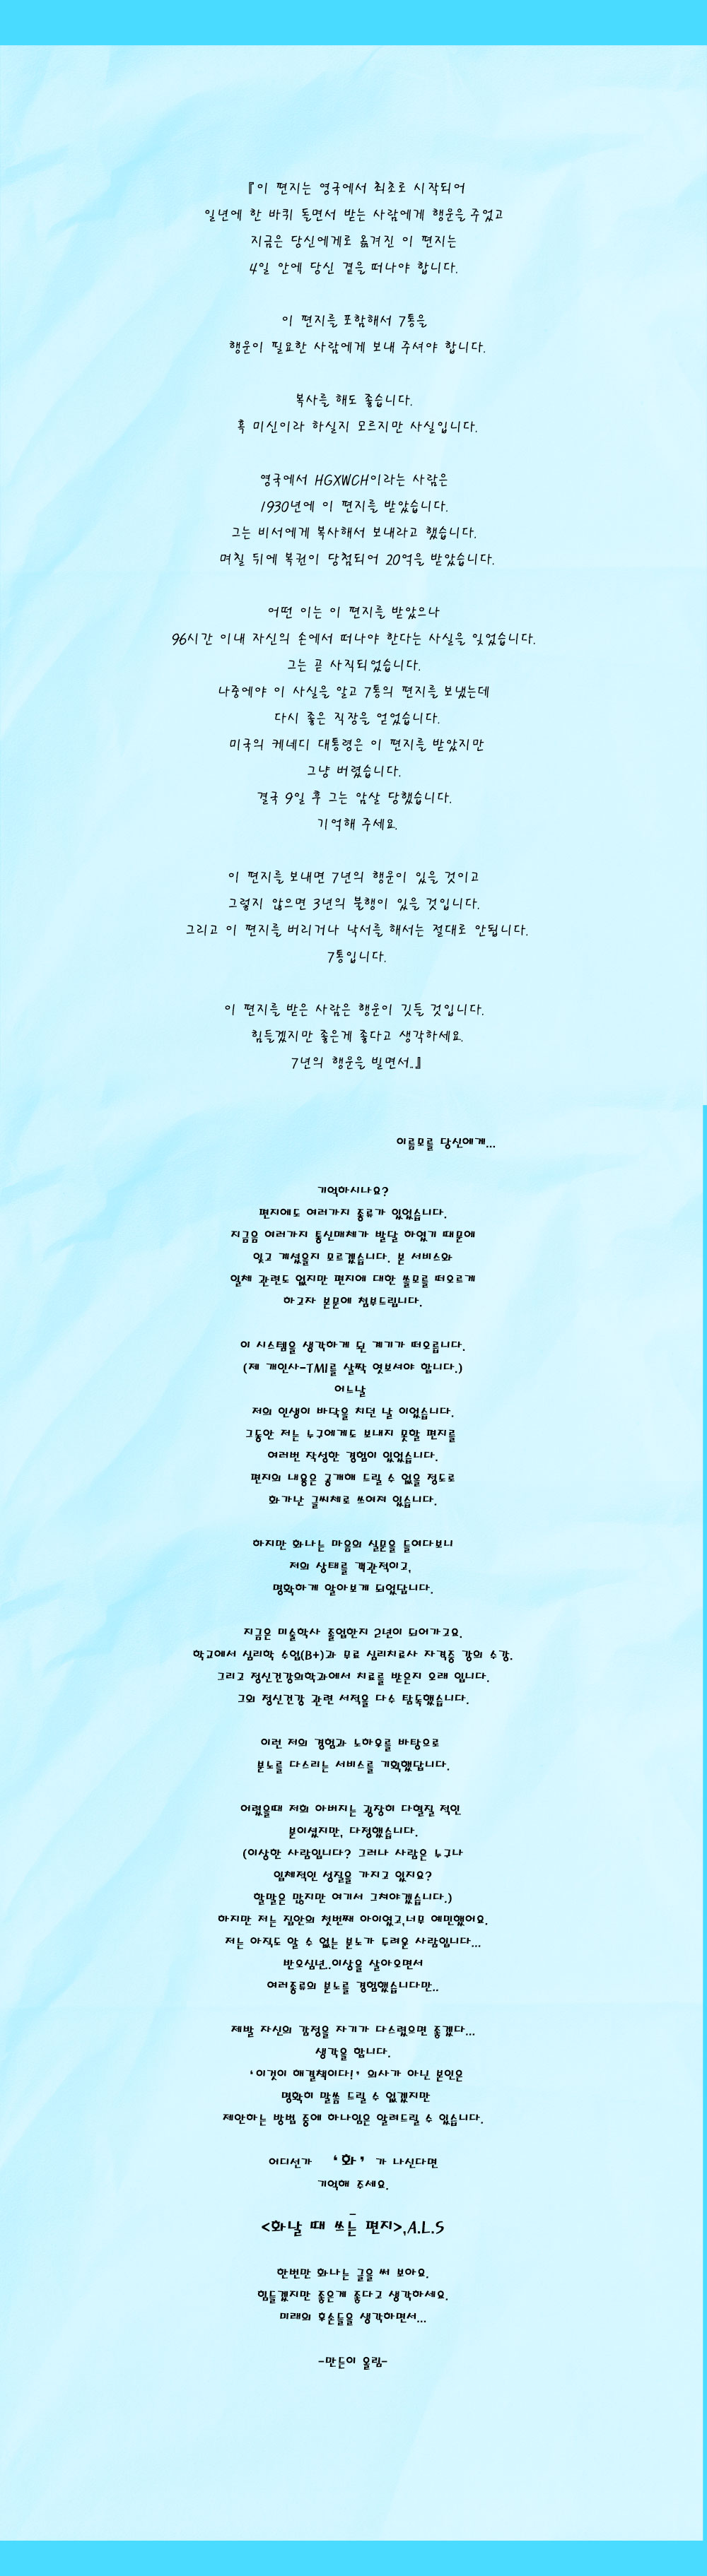 『이 편지는 영국에서 최초로 시작되어
일년에 한 바퀴 돌면서 받는 사람에게 행운을 주었고
지금은 당신에게로 옮겨진 이 편지는
4일 안에 당신 곁을 떠나야 합니다.
이 편지를 포함해서 7통을
행운이 필요한 사람에게 보내 주셔야 합니다.
복사를 해도 좋습니다.
혹 미신이라 하실지 모르지만 사실입니다.
영국에서 HGXWCH이라는 사람은
1930년에 이 편지를 받았습니다.
그는 비서에게 복사해서 보내라고 했습니다.
며칠 뒤에 복권이 당첨되어 20억을 받았습니다.
어떤 이는 이 편지를 받았으나
96시간 이내 자신의 손에서 떠나야 한다는 사실을 잊었습니다.
그는 곧 사직되었습니다.
나중에야 이 사실을 알고 7통의 편지를 보냈는데
다시 좋은 직장을 얻었습니다.
미국의 케네디 대통령은 이 편지를 받았지만
그냥 버렸습니다.
결국 9일 후 그는 암살 당했습니다.
기억해 주세요.
이 편지를 보내면 7년의 행운이 있을 것이고
그렇지 않으면 3년의 불행이 있을 것입니다.
그리고 이 편지를 버리거나 낙서를 해서는 절대로 안됩니다.
7통입니다.
이 편지를 받은 사람은 행운이 깃들 것입니다.
힘들겠지만 좋은게 좋다고 생각하세요.
7년의 행운을 빌면서..』
이름모를 당신에게...
기억하시나요?
편지에도 여러가지 종류가 있었습니다.
지금음 여러가지 통신매체가 발달 하였기 때문에
잊고 계셨을지 모르겠습니다. 본 서비스와
일체 관련도 없지만 편지에 대한 쓸모를 떠오르게
하고자 본문에 첨부드립니다.
이 시스템을 생각하게 된 계기가 떠오릅니다.
(제 개인사-TMI를 살짝 엿보셔야 합니다.)
어느날
저의 인생이 바닥을 치던 날 이었습니다.
그동안 저는 누구에게도 보내지 못할 편지를
여러번 작성한 경험이 있었습니다.
편지의 내용은 공개해 드릴 수 없을 정도로
화가난 글씨체로 쓰여져 있습니다.
하지만 화나는 마음의 실문을 들여다보니
저의 상태를 객관적이고,
명확하게 알아보게 되었답니다.
지금은 미술학사 졸업한지 2년이 되어가고요.
학교에서 심리학 수업(B+)과 무료 심리치료사 자격증 강의 수강.
그리고 정신건강의학과에서 치료를 받은지 오래 입니다.
그외 정신건강 관련 서적을 다수 탐독했습니다.
이런 저의 경험과 노하우를 바탕으로
분노를 다스리는 서비스를 기획했답니다.
어렸을때 저희 아버지는 굉장히 다혈질 적인
분이셨지만, 다정했습니다.
(이상한 사람입니다? 그러나 사람은 누구나
입체적인 성질을 가지고 있지요?
할말은 많지만 여기서 그쳐야겠습니다.)
하지만 저는 집안의 첫번째 아이였고,너무 예민했어요.
저는 아직도 알 수 없는 분노가 두려운 사람입니다...
반오십년..이상을 살아오면서
여러종류의 분노를 경험했습니다만..
제발 자신의 감정을 자기가 다스렸으면 좋겠다...
생각을 합니다.
‘이것이 해결책이다!’ 의사가 아닌 본인은
명확히 말씀 드릴 수 없겠지만
제안하는 방법 중에 하나임은 알려드릴 수 있습니다.
어디선가 ‘화’ 가 나신다면
기억해 주세요.
<화날 때 쓰는 편지>,A.L.S
한번만 화나는 글을 써 보아요.
힘들겠지만 좋은게 좋다고 생각하세요.
미래의 후손들을 생각하면서...
-만든이 올림-